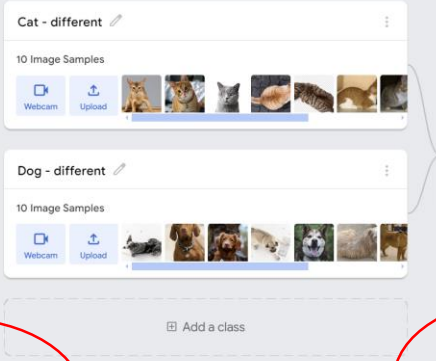 Cat - different
10 Image Samples
Webcam Upload
Dog - different
10 Image Samples
Webcam Upload
Add a class